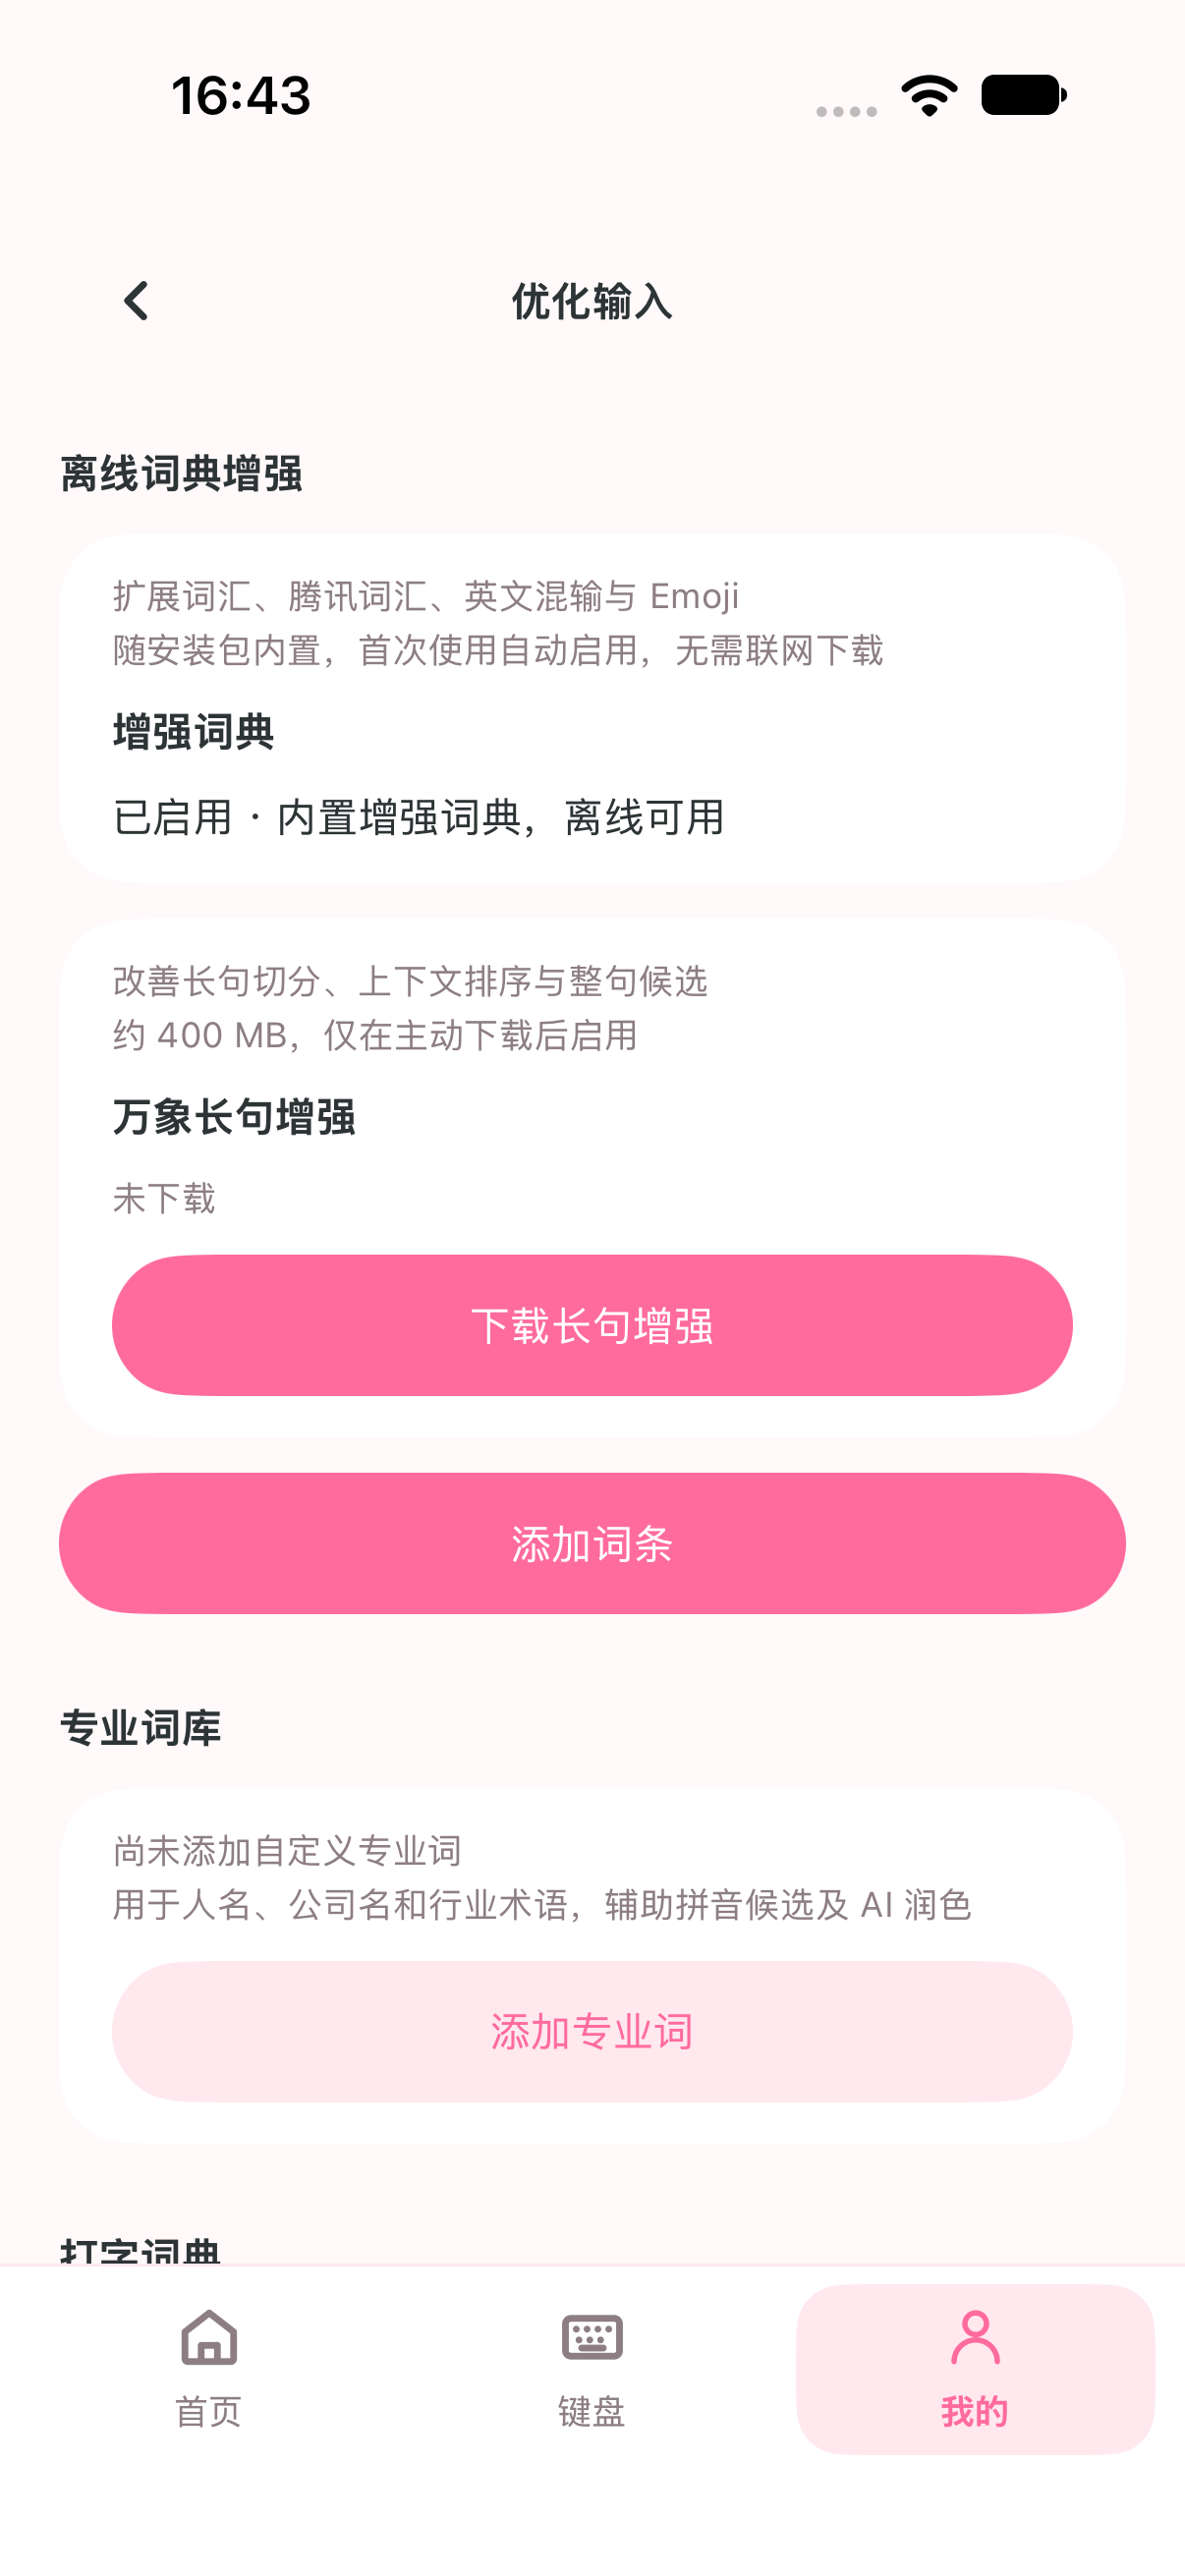 16:43
优化输入
离线词典增强
扩展词汇、腾讯词汇、英文混输与 Emoji
随安装包内置，首次使用自动启用，无需联网下载
增强词典
已启用 · 内置增强词典，离线可用
改善长句切分、上下文排序与整句候选
约 400 MB，仅在主动下载后启用
万象长句增强
未下载
下载长句增强
添加词条
专业词库
尚未添加自定义专业词
用于人名、公司名和行业术语，辅助拼音候选及 AI 润色
添加专业词
打字词典
首页
键盘
我的